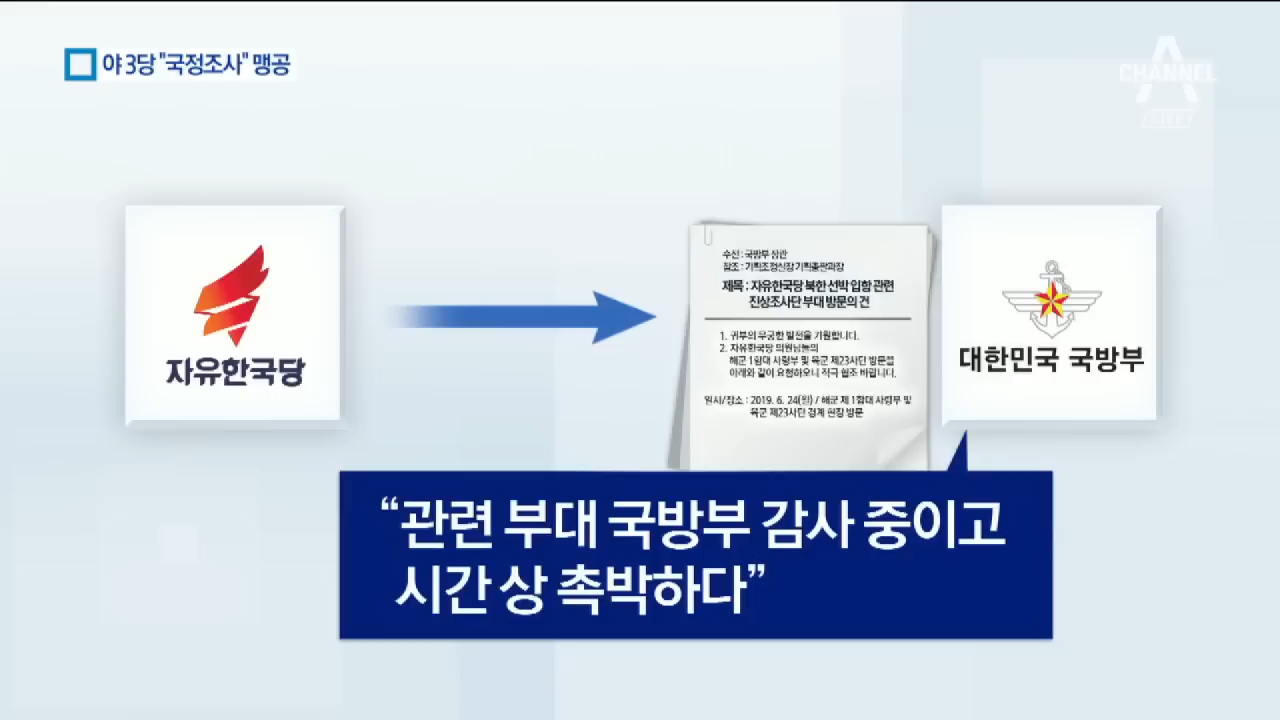 야 3당 "국정조사" 맹공
CHANNEL A
LIVE
자유한국당
수신 : 국방부 장관
참조 : 기획조정실장 기획총괄과장
제목 : 자유한국당 북한 선박 입항 관련
진상조사단 부대 방문의 건
1. 귀부의 무궁한 발전을 기원합니다.
2. 자유한국당 의원님들의
해군 1함대 사령부 및 육군 제23사단 방문을
아래와 같이 요청하오니 적극 협조 바랍니다.
일시/장소 : 2019. 6. 24(월) / 해군 제 1함대 사령부 및
육군 제23사단 경계 현장 방문
대한민국 국방부
“관련 부대 국방부 감사 중이고
시간 상 촉박하다”